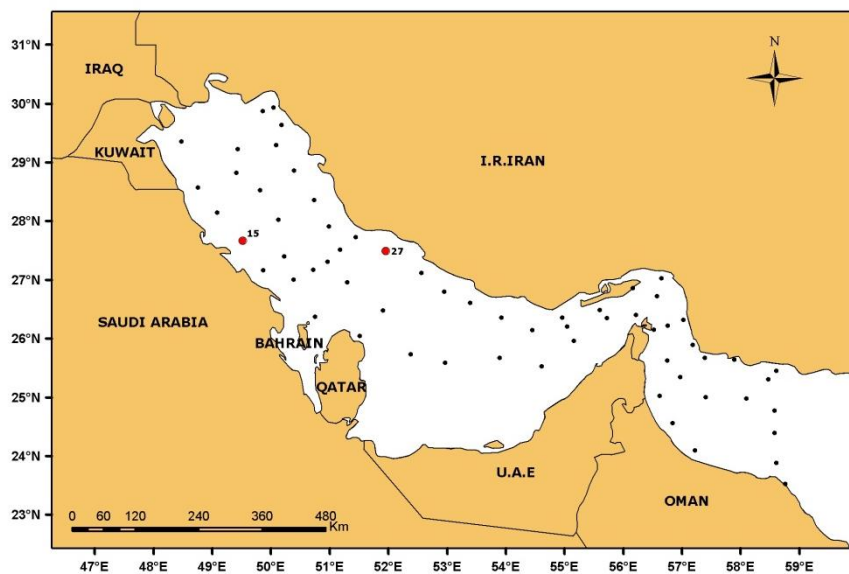 31°N
N
IRAQ
30°N
29°N
KUWAIT
I.R.IRAN
28°N
15
27
27°N
SAUDI ARABIA
26°N
BAHRAIN
QATAR
25°N
24°N
U.A.E
OMAN
23°N
0 60 120 240 360 480
Km
47°E 48°E 49°E 50°E 51°E 52°E 53°E 54°E 55°E 56°E 57°E 58°E 59°E